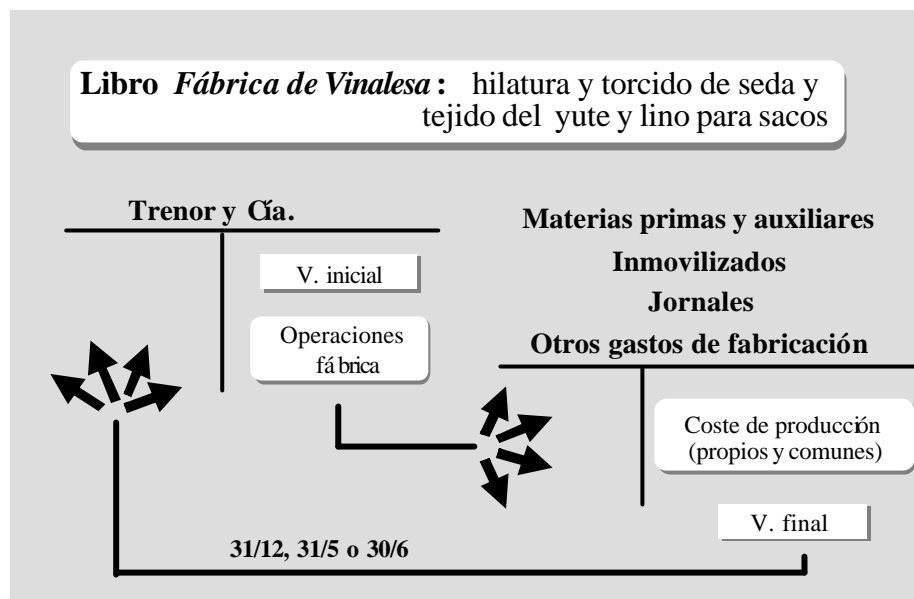 Libro Fábrica de Vinalesa: hilatura y torcido de seda y
tejido del yute y lino para sacos
Trenor y Cía.
V. inicial
Operaciones
fábrica
Materias primas y auxiliares
Inmovilizados
Jornales
Otros gastos de fabricación
Coste de producción
(propios y comunes)
V. final
31/12, 31/5 o 30/6